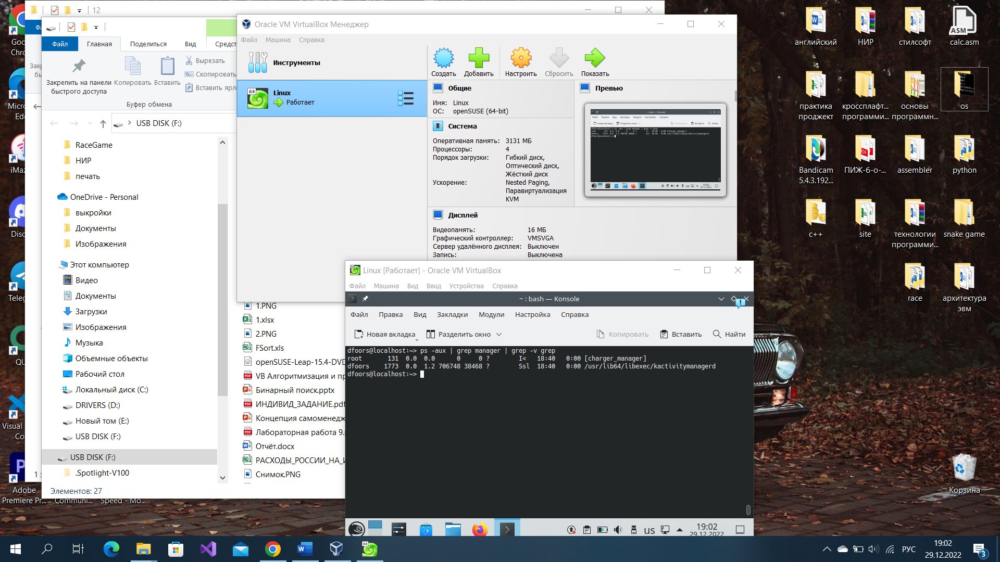 12
Oracle VM VirtualBox Менеджер
Файл Машина Справка
Инструменты
Создать Добавить Настроить Сбросить Показать
64
Linux
Работает
Общие
Имя: Linux
ОС: openSUSE (64-bit)
Система
Оперативная память: 3131 МБ
Процессоры: 4
Порядок загрузки: Гибкий диск,
Оптический диск,
Жёсткий диск
Ускорение: Nested Paging,
Паравиртуализация
KVM
Превью
Дисплей
Видеопамять: 16 МБ
Графический контроллер: VMSVGA
Сервер удалённого дисплея: Выключен
Запись: Выключена
Файл Главная Поделиться Вид Средст
Закрепить на панели
быстрого доступа
Копировать
Вставить
Вырезать
Скопировать
Вставить ярл
Буфер обмена
USB DISK (F:)
RaceGame
НИР
печать
OneDrive - Personal
выкройки
Документы
Изображения
Этот компьютер
Видео
Документы
Загрузки
Изображения
Музыка
Объемные объекты
Рабочий стол
Локальный диск (C:)
DRIVERS (D:)
Новый том (E:)
USB DISK (F:)
USB DISK (F:)
.Spotlight-V100
Элементов: 27
1.PNG
1.xlsx
2.PNG
FSort.xls
openSUSE-Leap-15.4-DVD
VB Алгоритмизация и пр
Бинарный поиск.pptx
ИНДИВИД_ЗАДАНИЕ.pdf
Концепция самоменедж
Лабораторная работа 9.
Отчёт.docx
РАСХОДЫ_РОССИИ_НА_
Снимок.PNG
Linux [Работает] - Oracle VM VirtualBox
Файл Машина Вид Ввод Устройства Справка
~ : bash — Konsole
Файл Правка Вид Закладки Модули Настройка Справка
Новая вкладка Разделить окно Копировать Вставить Найти
dfoors@localhost:~> ps -aux | grep manager | grep -v grep
root 131 0.0 0.0 0 0 ? I< 18:40 0:00 [charger_manager]
dfoors 1773 0.0 1.2 706748 38468 ? Ssl 18:40 0:00 /usr/lib64/libexec/kactivitymanagerd
dfoors@localhost:~>
us 19:02
29.12.2022
английский НИР стилсофт calc.asm
ASM
практика
проджект
кроссплафт...
программи...
основы
программн...
os
Bandicam
5.4.3.192...
ПИЖ-б-о-... assembler python
c++ site
технологии
программи...
snake game
race
архитектура
эвм
Корзина
Goo
Chro
Micro
Ed
iMaz
Disc
Teleg
QU
Visual
Co
Adobe
Premiere Pr...
Communi...
Speed - Mo...
РУС
19:02
29.12.2022
3